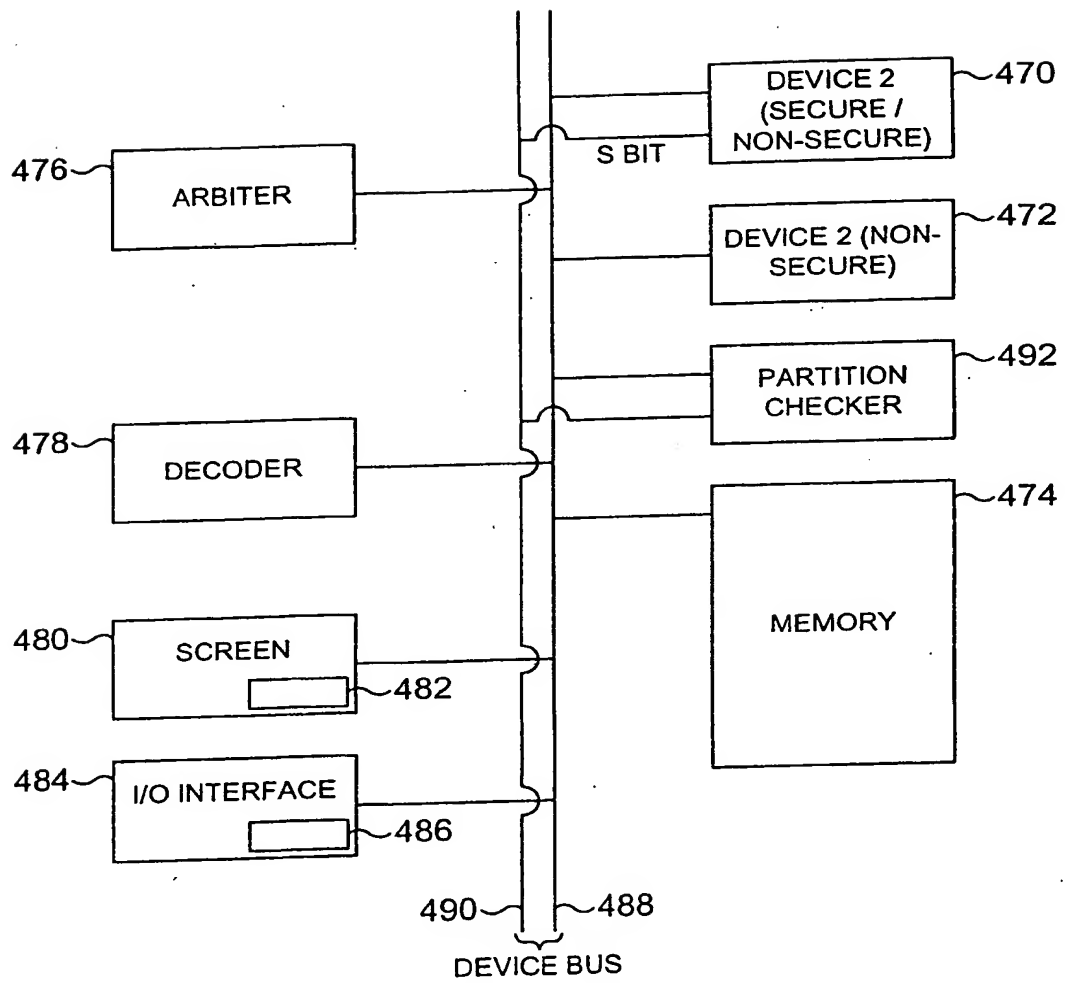 DEVICE 2
(SECURE /
NON-SECURE)
470
S BIT
476
ARBITER
DEVICE 2 (NON-
SECURE)
472
PARTITION
CHECKER
492
478
DECODER
474
MEMORY
480
SCREEN
482
484
I/O INTERFACE
486
490
488
DEVICE BUS